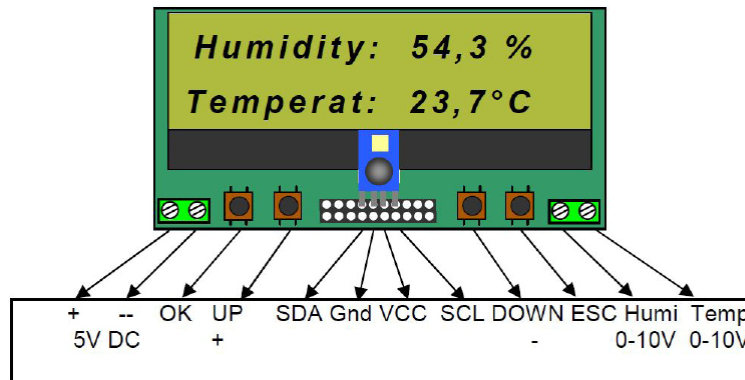 Humidity: 54,3 %
Temperat: 23,7°C
+ -- OK UP SDA Gnd VCC SCL DOWN ESC Humi Temp
5V DC + - 0-10V 0-10V